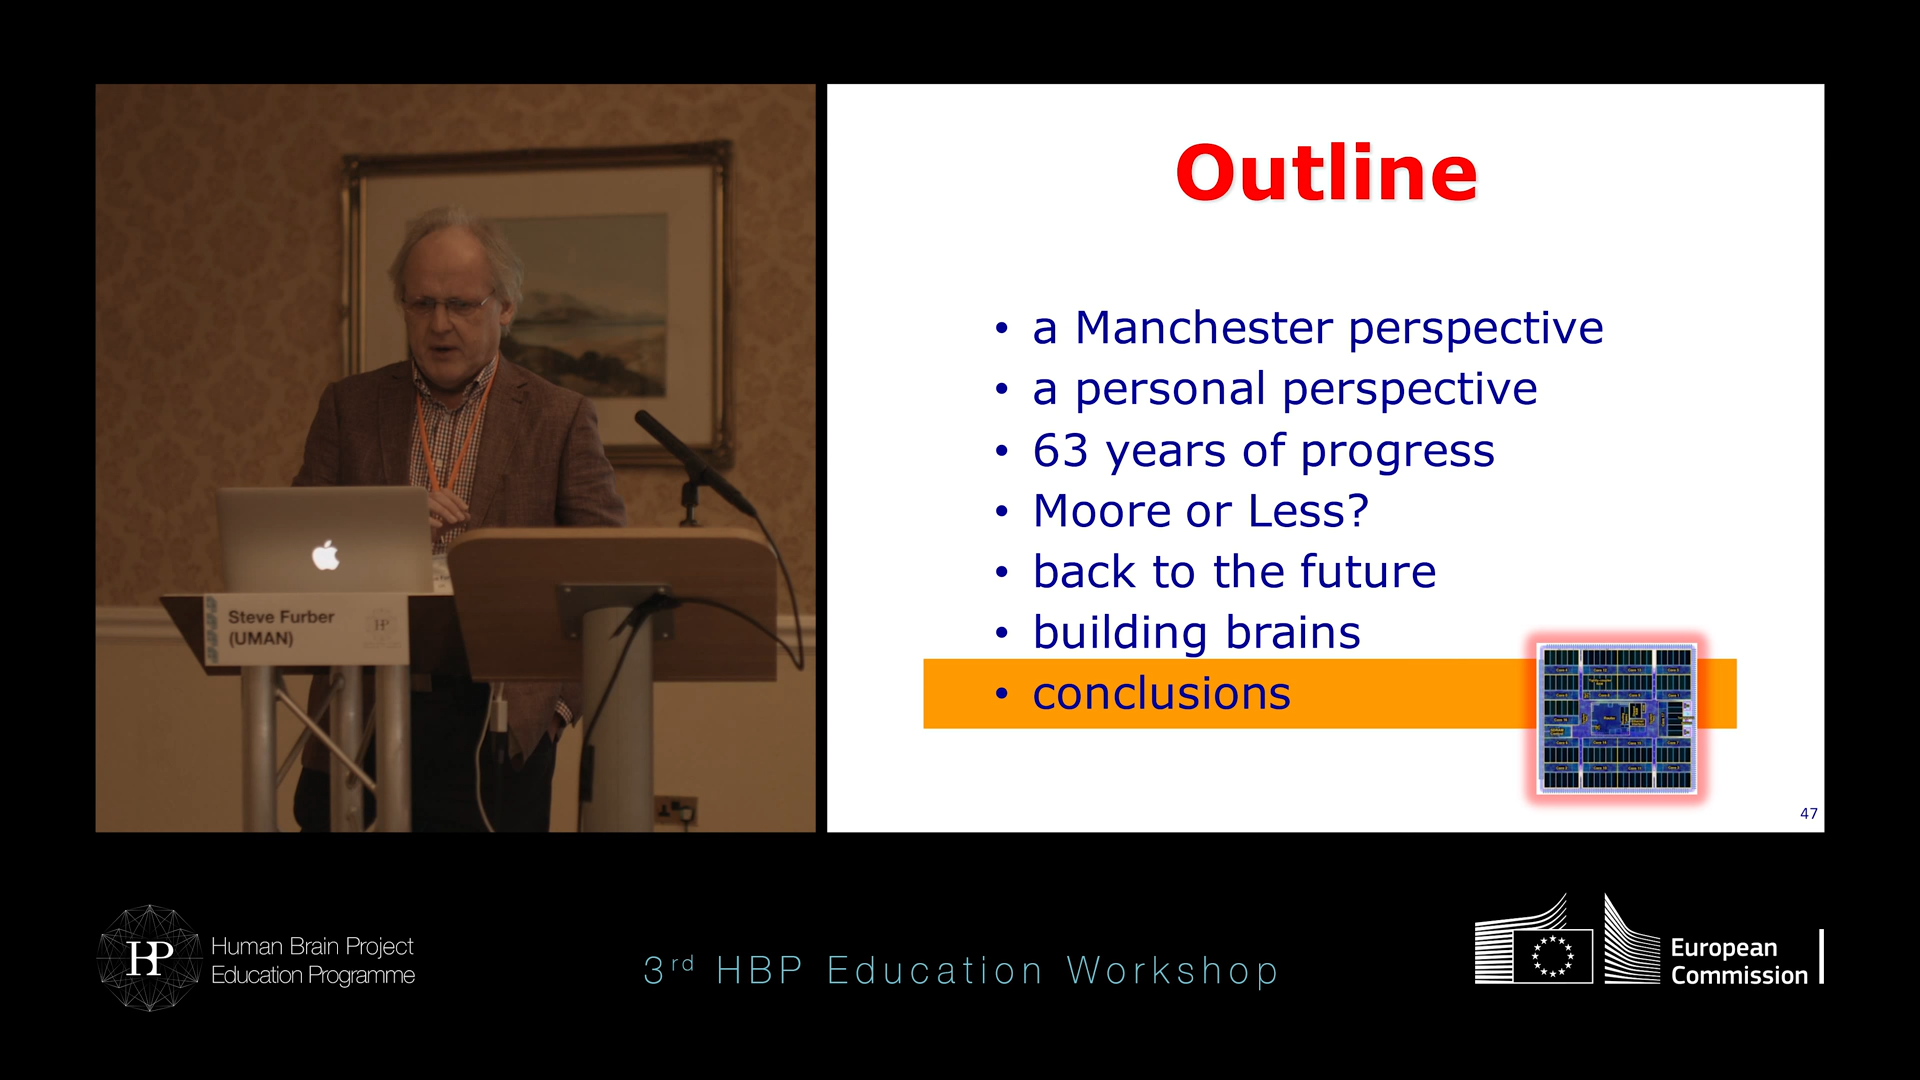 Outline
• a Manchester perspective
• a personal perspective
• 63 years of progress
• Moore or Less?
• back to the future
• building brains
• conclusions
47
Steve Furber
(UMAN)
HP
Human Brain Project
Education Programme
3rd HBP Education Workshop
European
Commission